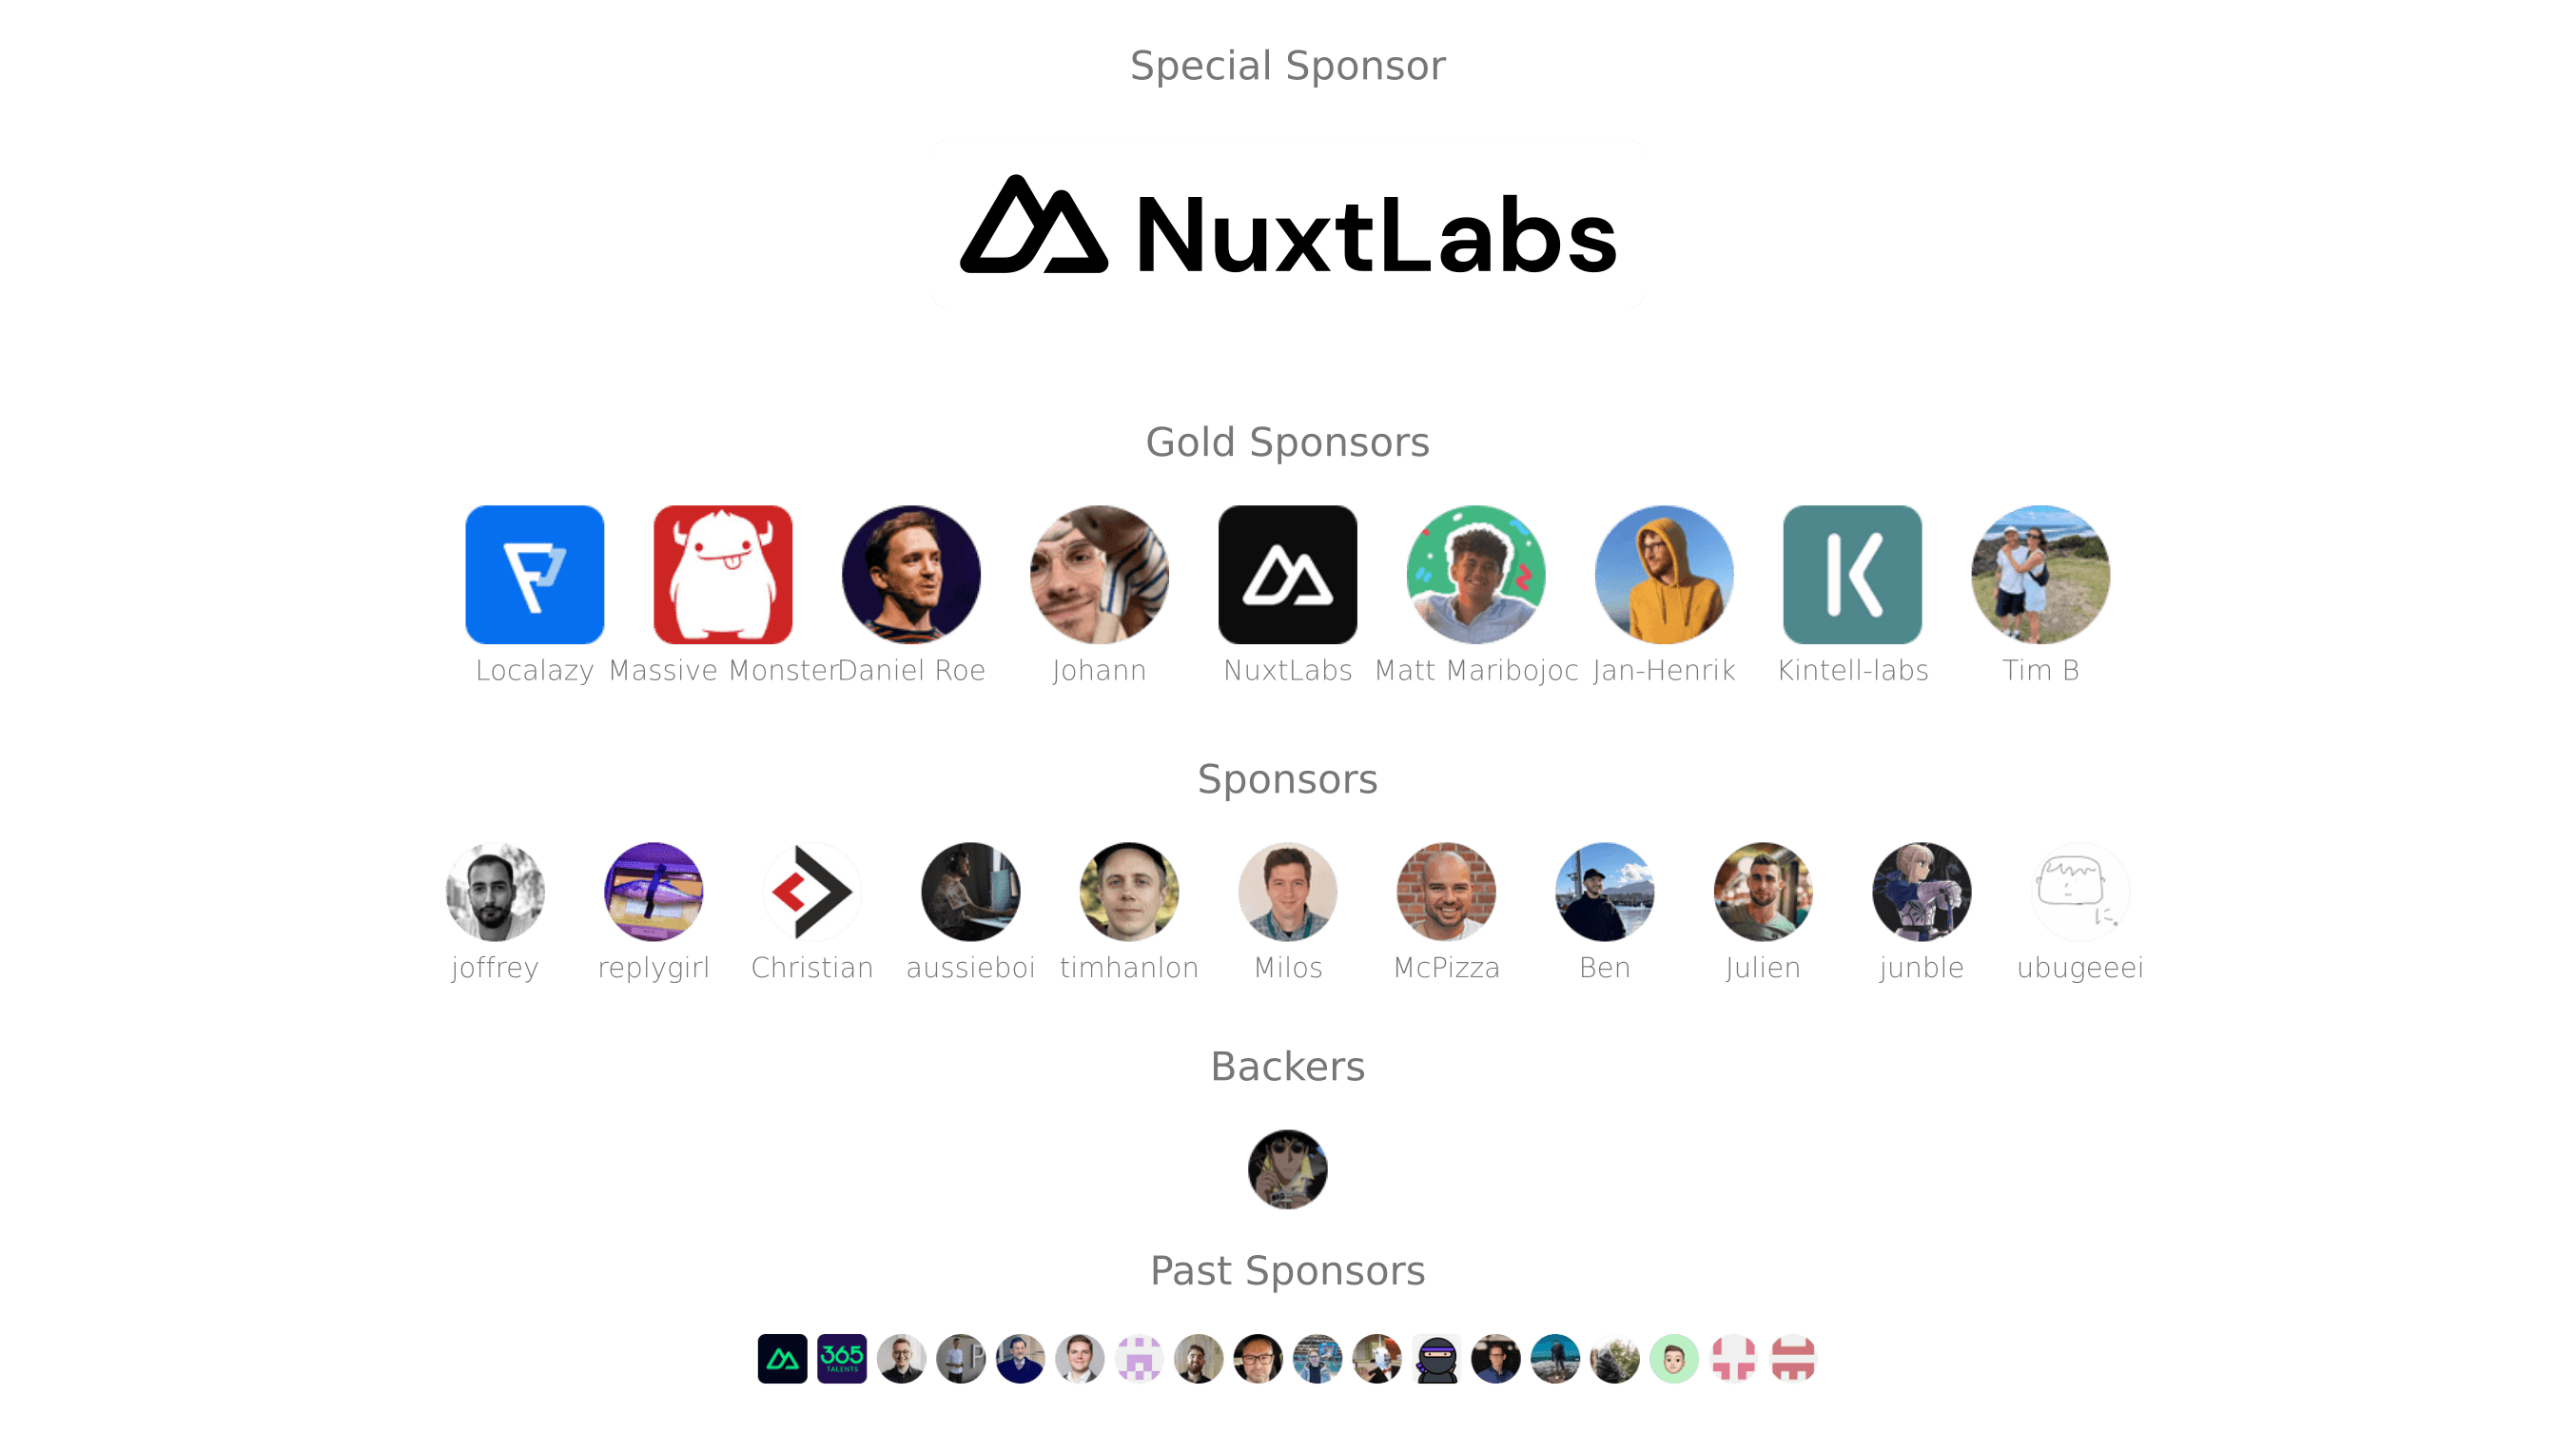 Special Sponsor
NuxtLabs
Gold Sponsors
Localazy Massive Monster Daniel Roe Johann NuxtLabs Matt Maribojoc Jan-Henrik Kintell-labs Tim B
Sponsors
joffrey replygirl Christian aussieboi timhanlon Milos McPizza Ben Julien junble ubugeeei
Backers
Past Sponsors
365
TALENTS